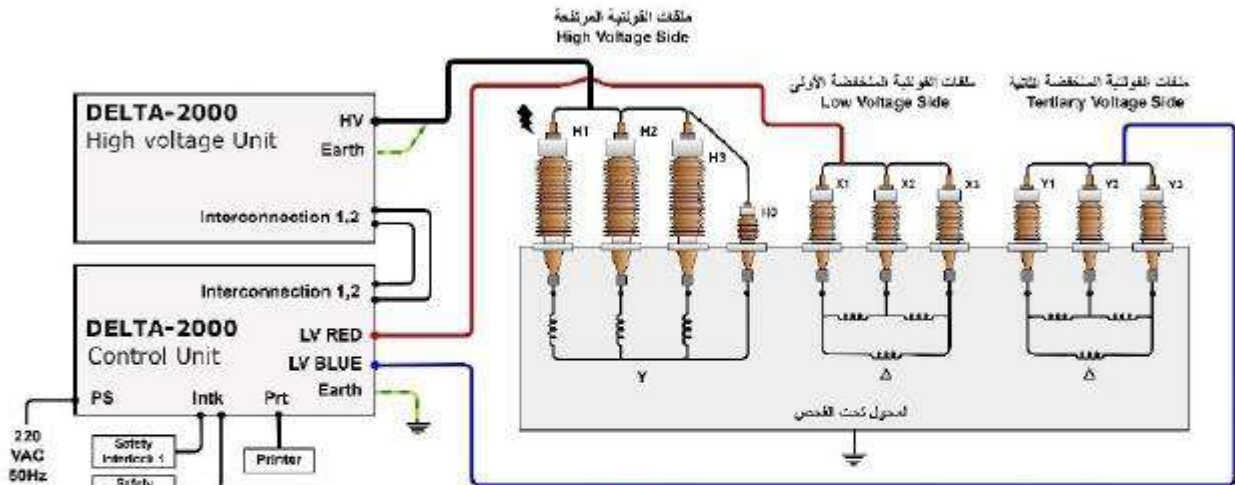 ملفات الفولتية المرتفعة
High Voltage Side
ملفات الفولتية المنخفضة الأولى
Low Voltage Side
ملفات الفولتية المنخفضة الثانية
Tertiary Voltage Side
DELTA-2000
High voltage Unit
HV
Earth
Interconnection 1,2
H1
H2
H3
H0
X1
X2
X3
Y1
Y2
Y3
Interconnection 1,2
DELTA-2000
Control Unit
LV RED
LV BLUE
Earth
PS
Intk
Prt
Y
Δ
Δ
المحول تحت الفحص
220
VAC
50Hz
Safety
Interlock 1
Printer
Safety